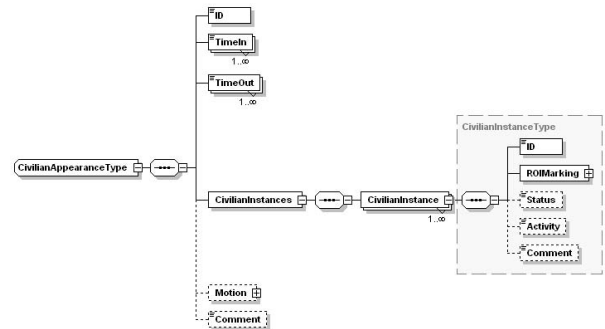 ID
TimeIn
1..∞
TimeOut
1..∞
CivilianAppearanceType
CivilianInstances
CivilianInstance
1..∞
CivilianInstanceType
ID
ROIMarking
Status
Activity
Comment
Motion
Comment